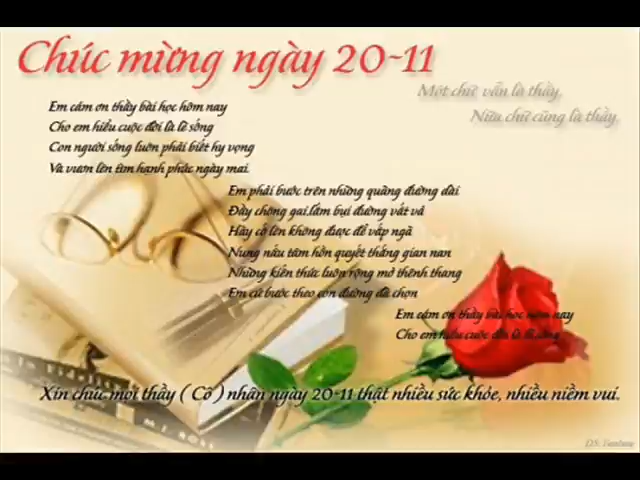 Chúc mừng ngày 20-11
Một chữ vẫn là thầy,
Nửa chữ cũng là thầy.
Em cám ơn thầy bài học hôm nay
Cho em hiểu cuộc đời là lẽ sống
Con người sống luôn phải biết hy vọng
Và vươn lên tìm hạnh phúc ngày mai.
Em phải bước trên những quãng đường dài
Đầy chông gai,lấm bụi đường vất vả
Hãy cố lên không được để vấp ngã
Nung nấu tâm hồn quyết thắng gian nan
Những kiến thức luôn rộng mở thênh thang
Em cứ bước theo con đường đã chọn
Em cám ơn thầy bài học hôm nay
Cho em hiểu cuộc đời là lẽ sống
Xin chúc mọi thầy ( Cô ) nhân ngày 20-11 thật nhiều sức khỏe, nhiều niềm vui.